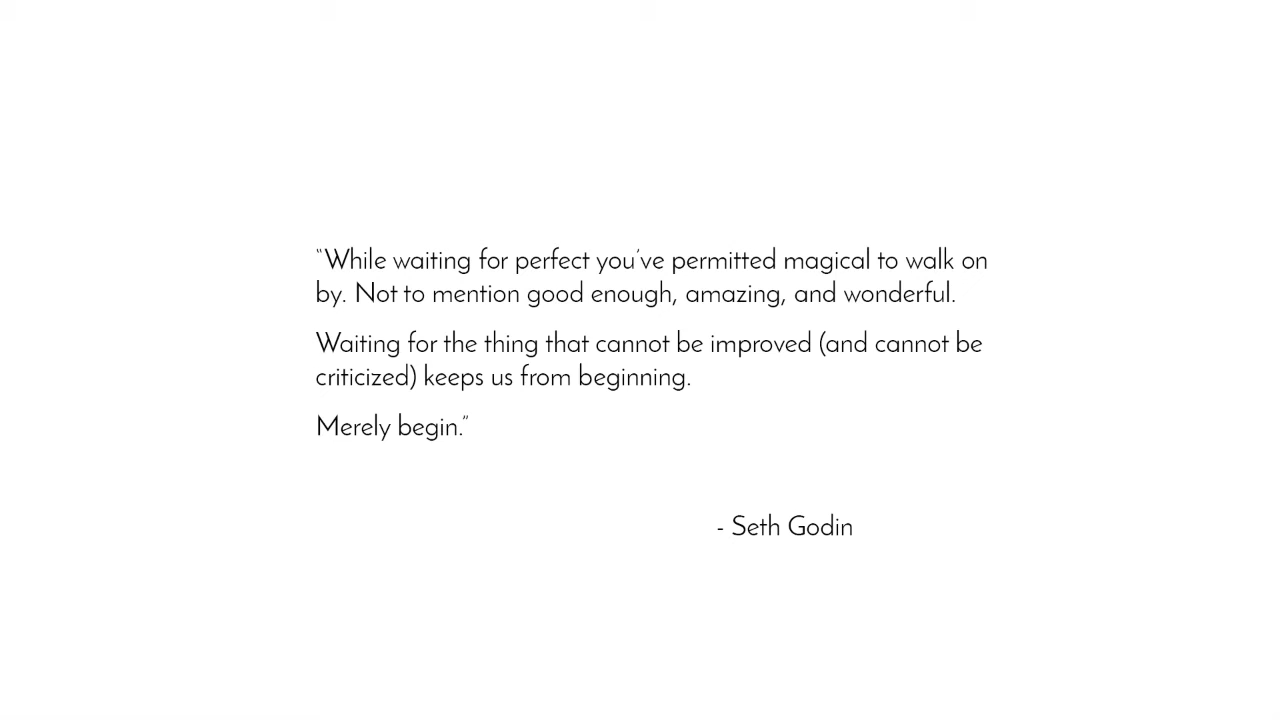 “While waiting for perfect you’ve permitted magical to walk on
by. Not to mention good enough, amazing, and wonderful.
Waiting for the thing that cannot be improved (and cannot be
criticized) keeps us from beginning.
Merely begin.”
- Seth Godin